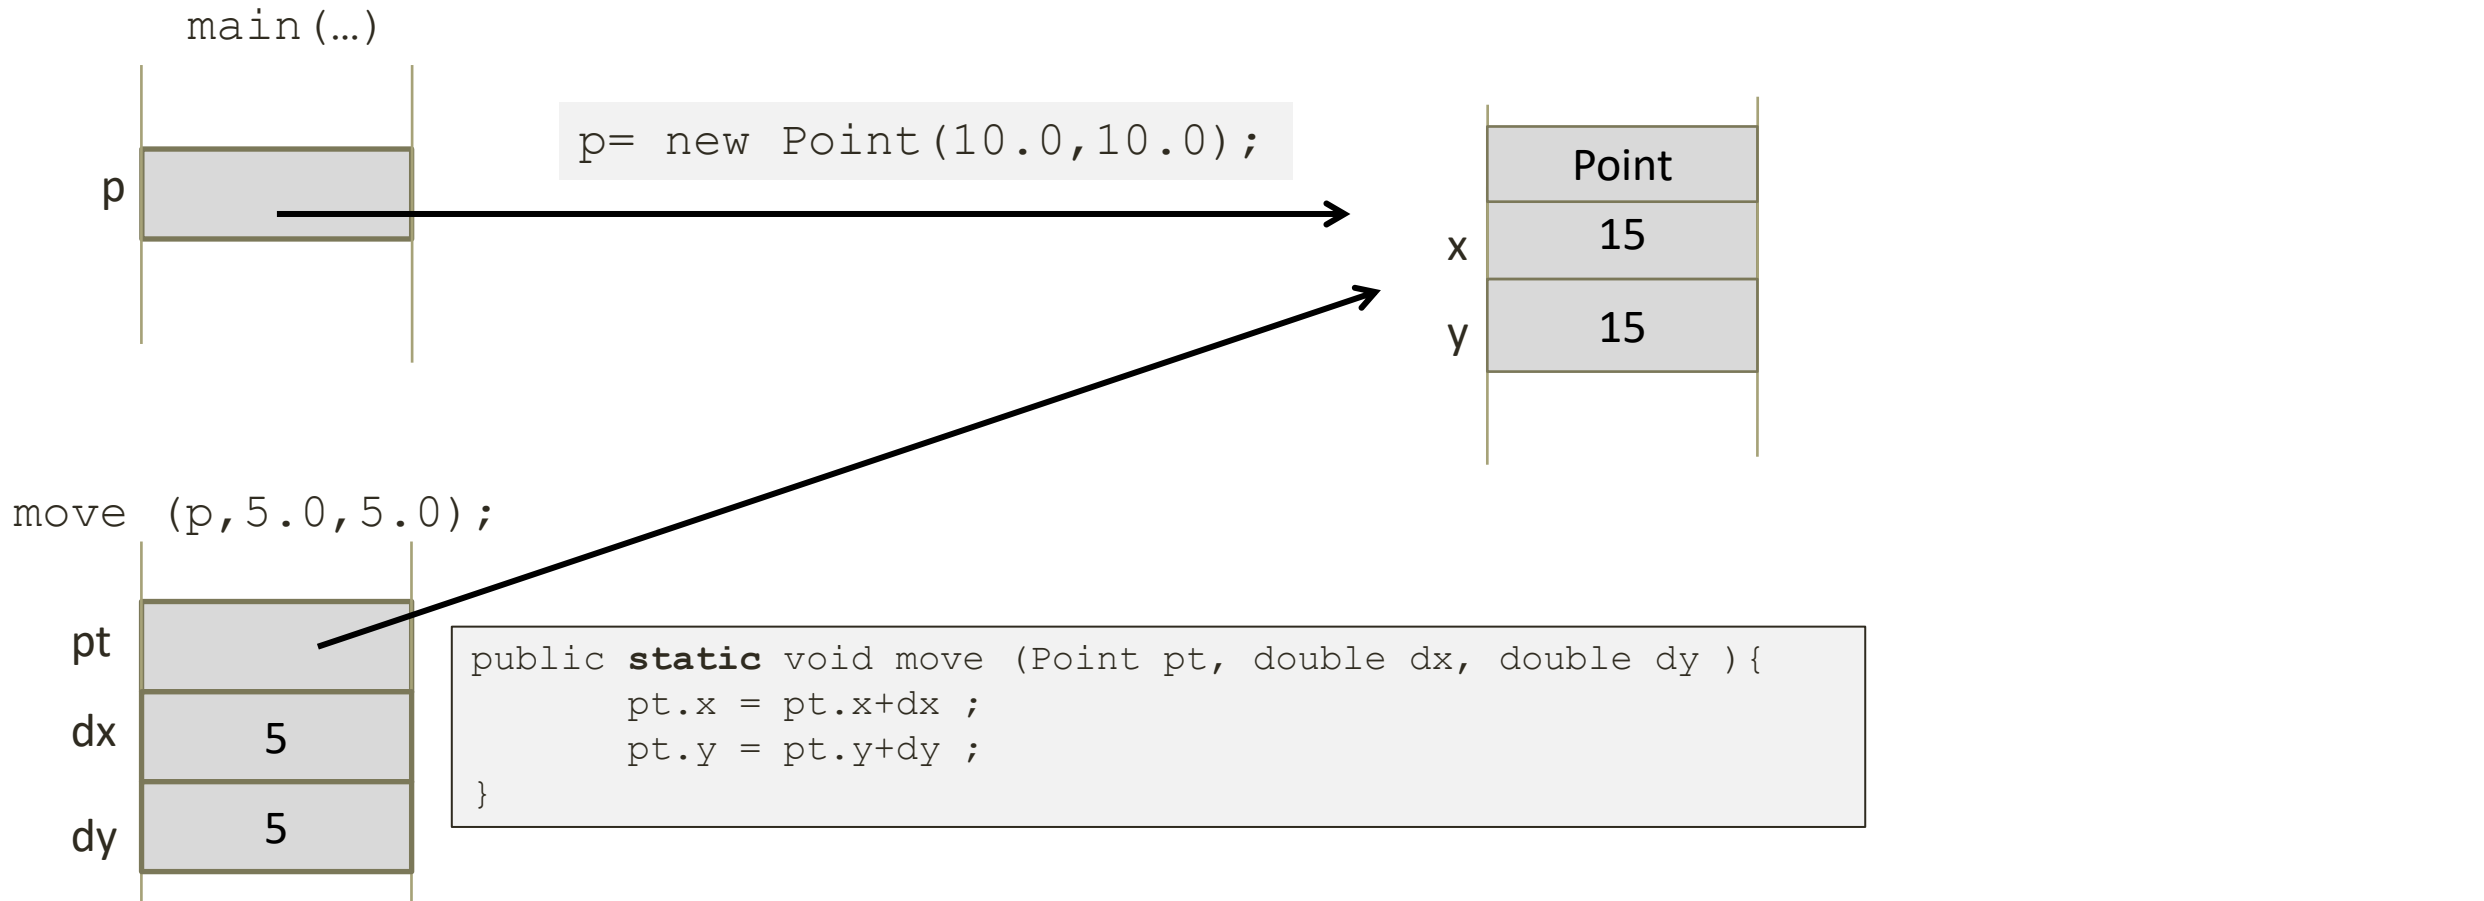 main(…)
p= new Point(10.0,10.0);
p
Point
x 15
y 15
move (p,5.0,5.0);
pt
dx 5
dy 5
public static void move (Point pt, double dx, double dy ){
pt.x = pt.x+dx ;
pt.y = pt.y+dy ;
}